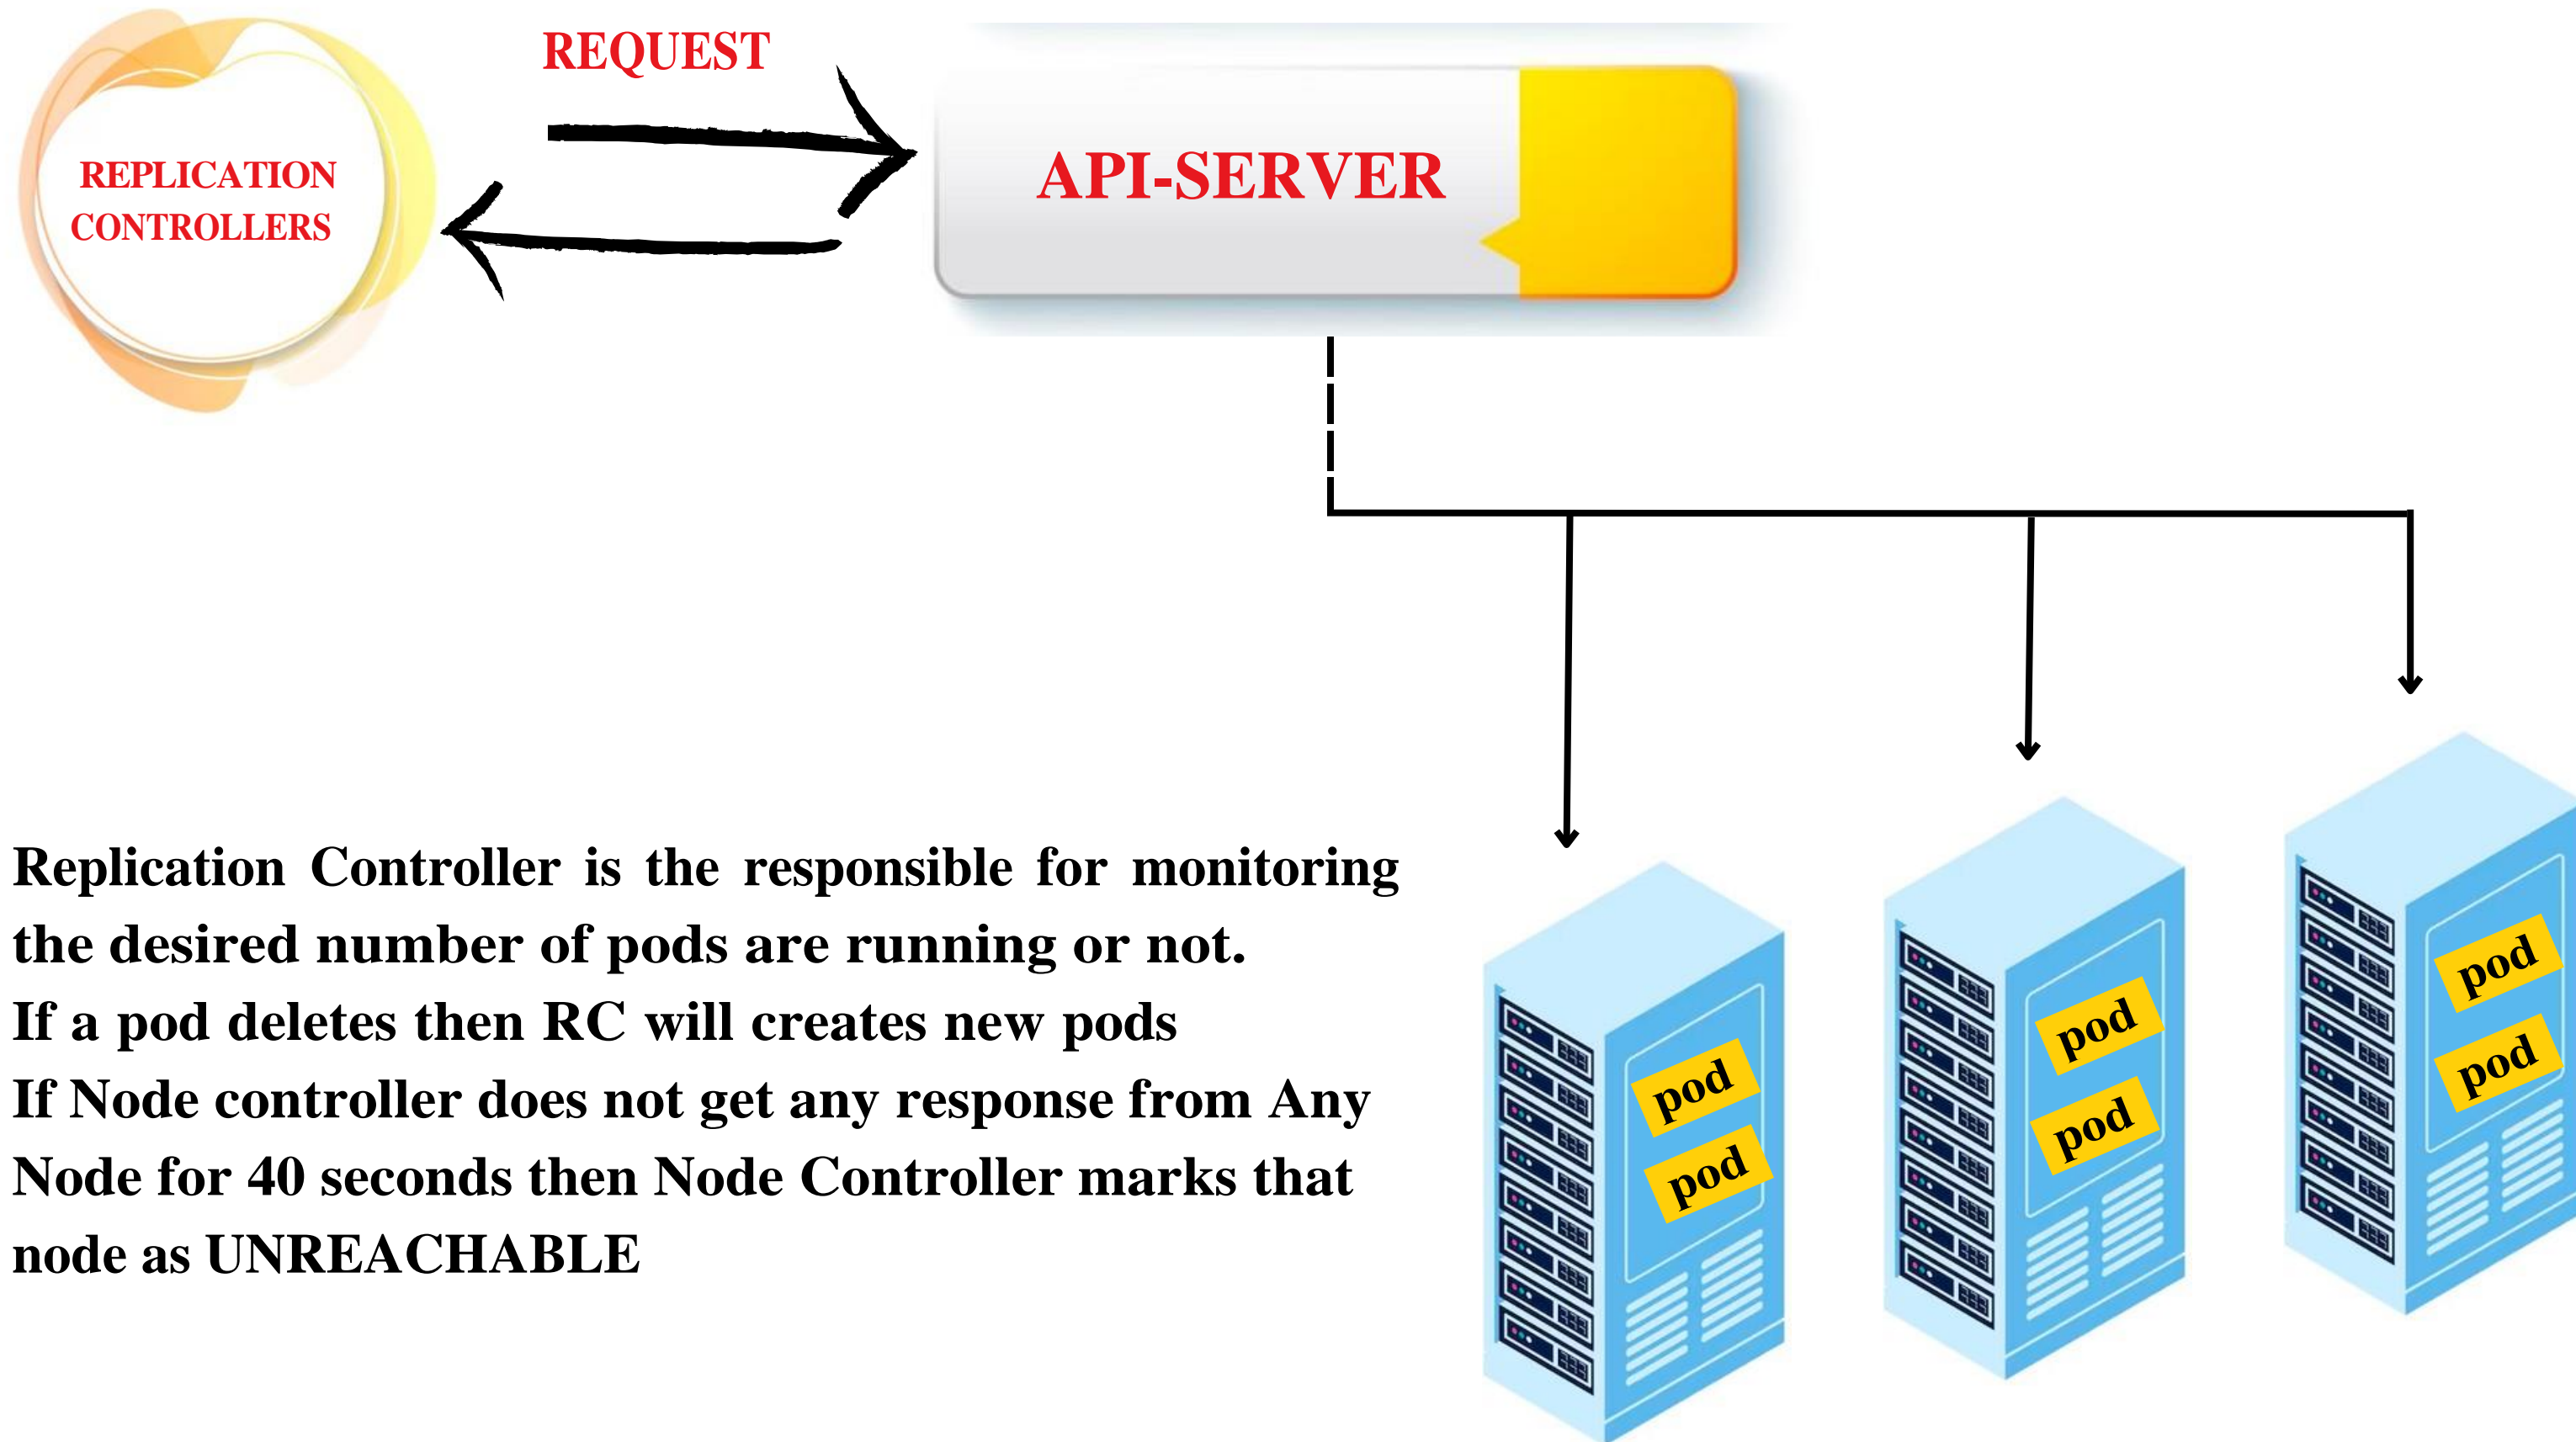 REQUEST
REPLICATION
CONTROLLERS
API-SERVER
Replication Controller is the responsible for monitoring
the desired number of pods are running or not.
If a pod deletes then RC will creates new pods
If Node controller does not get any response from Any
Node for 40 seconds then Node Controller marks that
node as UNREACHABLE
pod
pod
pod
pod
pod
pod